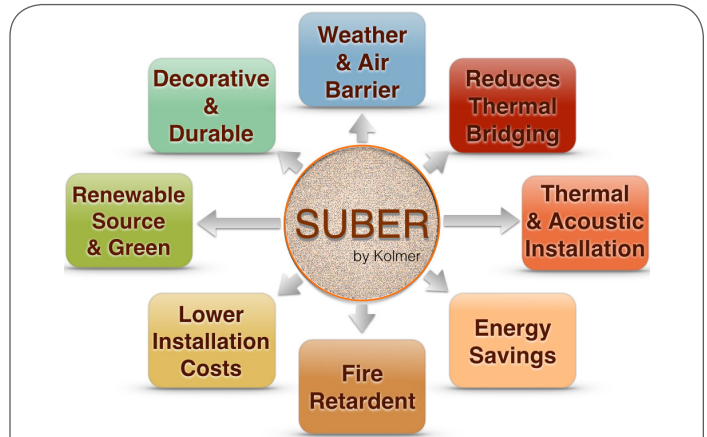 Weather
& Air
Barrier
Decorative
&
Durable
Reduces
Thermal
Bridging
Renewable
Source
& Green
SUBER
by Kolmer
Thermal
& Acoustic
Installation
Lower
Installation
Costs
Energy
Savings
Fire
Retardent